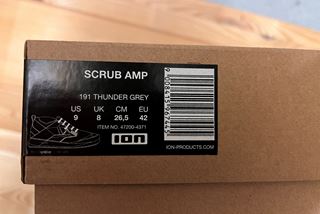 SCRUB AMP
191 THUNDER GREY
US UK CM EU
9 8 26,5 42
ITEM NO: 47200-4371
ion
ION-PRODUCTS.COM